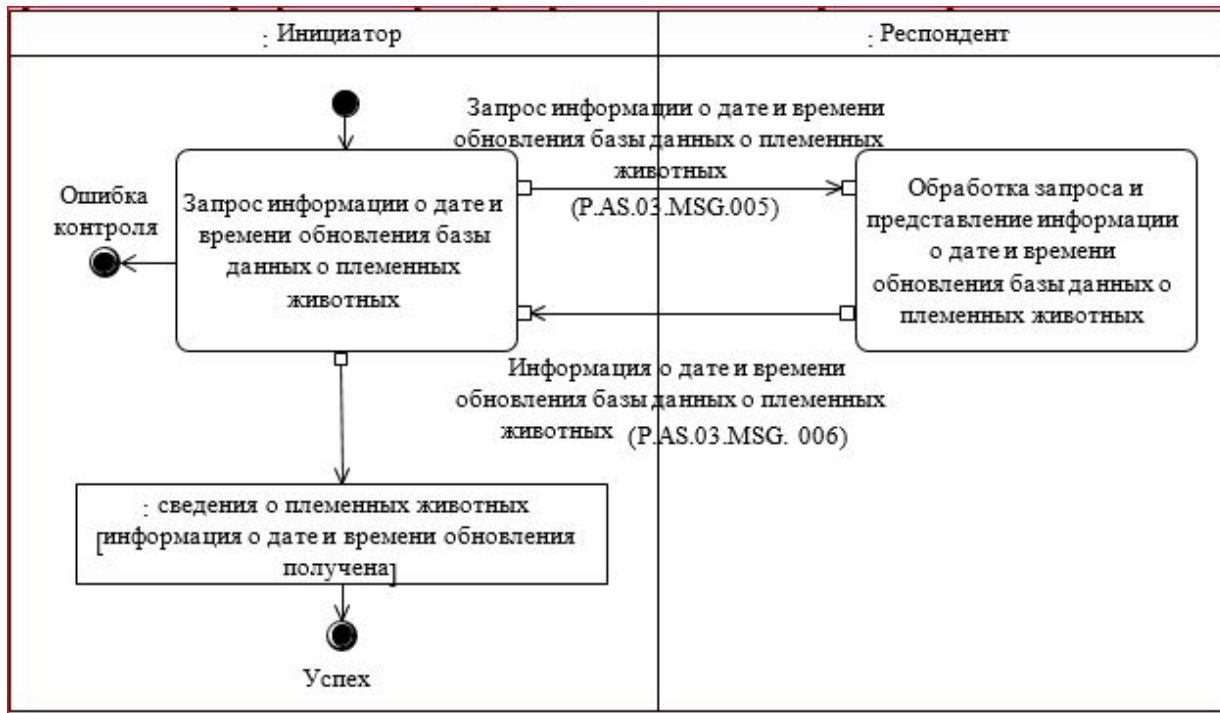 : Инициатор
: Респондент
Запрос информации о дате и времени
обновления базы данных о племенных
животных
(P.AS.03.MSG.005)
Ошибка
контроля
Запрос информации о дате и
времени обновления базы
данных о племенных
животных
Обработка запроса и
представление информации
о дате и времени
обновления базы данных о
племенных животных
Информация о дате и времени
обновления базы данных о племенных
животных (P.AS.03.MSG. 006)
: сведения о племенных животных
[информация о дате и времени обновления
получена]
Успех